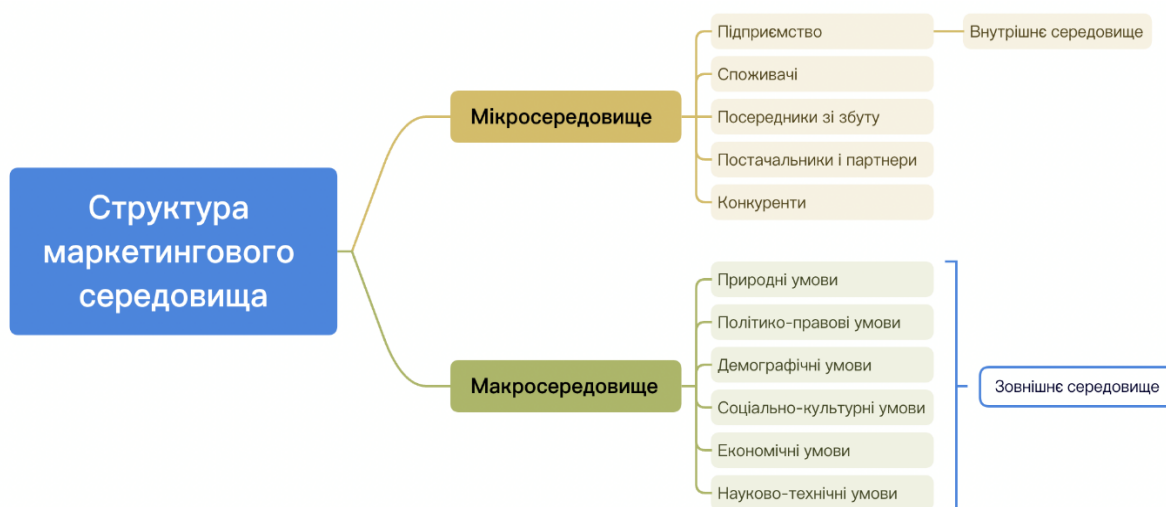 Структура
маркетингового
середовища
Мікросередовище
Підприємство
Внутрішнє середовище
Споживачі
Посередники зі збуту
Постачальники і партнери
Конкуренти
Макросередовище
Природні умови
Політико-правові умови
Демографічні умови
Соціально-культурні умови
Економічні умови
Науково-технічні умови
Зовнішнє середовище